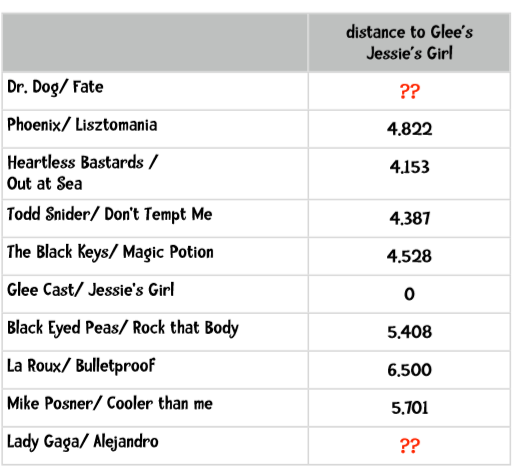 distance to Glee's
Jessie's Girl
Dr. Dog/ Fate
??
Phoenix/ Lisztomania
4.822
Heartless Bastards /
Out at Sea
4.153
Todd Snider/ Don't Tempt Me
4.387
The Black Keys/ Magic Potion
4.528
Glee Cast/ Jessie's Girl
0
Black Eyed Peas/ Rock that Body
5.408
La Roux/ Bulletproof
6.500
Mike Posner/ Cooler than me
5.701
Lady Gaga/ Alejandro
??